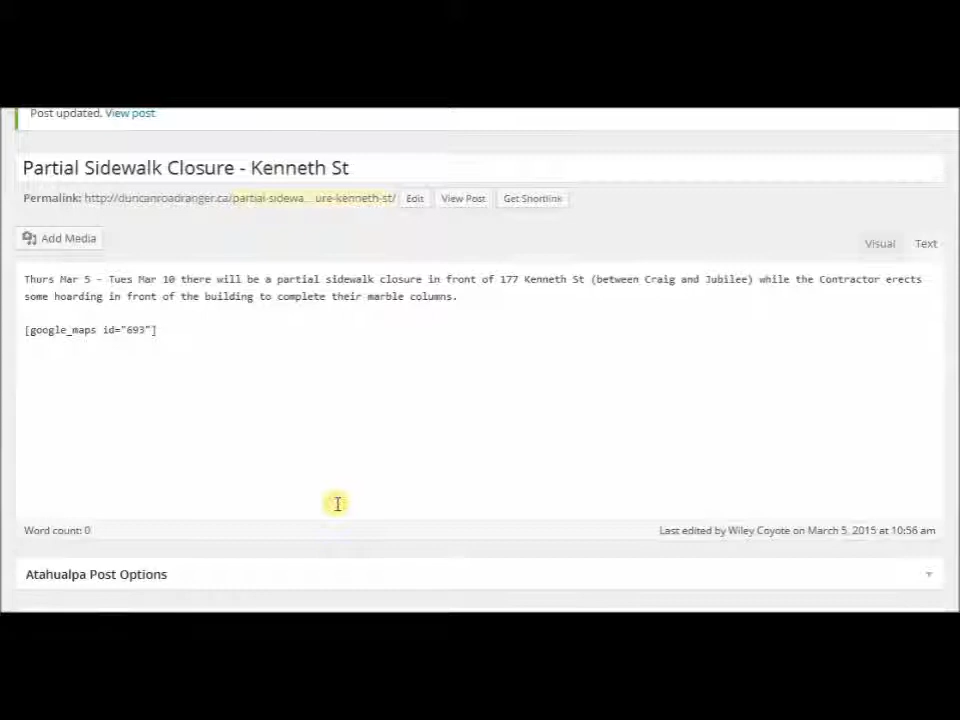 Post updated. View post
Partial Sidewalk Closure - Kenneth St
Permalink: http://duncanroadranger.ca/partial-sidewa... ure-kenneth-st/ Edit View Post Get Shortlink
Add Media
Visual Text
Thurs Mar 5 - Tues Mar 10 there will be a partial sidewalk closure in front of 177 Kenneth St (between Craig and Jubilee) while the Contractor erects
some hoarding in front of the building to complete their marble columns.
[google_maps id="693"]
Word count: 0 Last edited by Wiley Coyote on March 5, 2015 at 10:56 am
Atahualpa Post Options